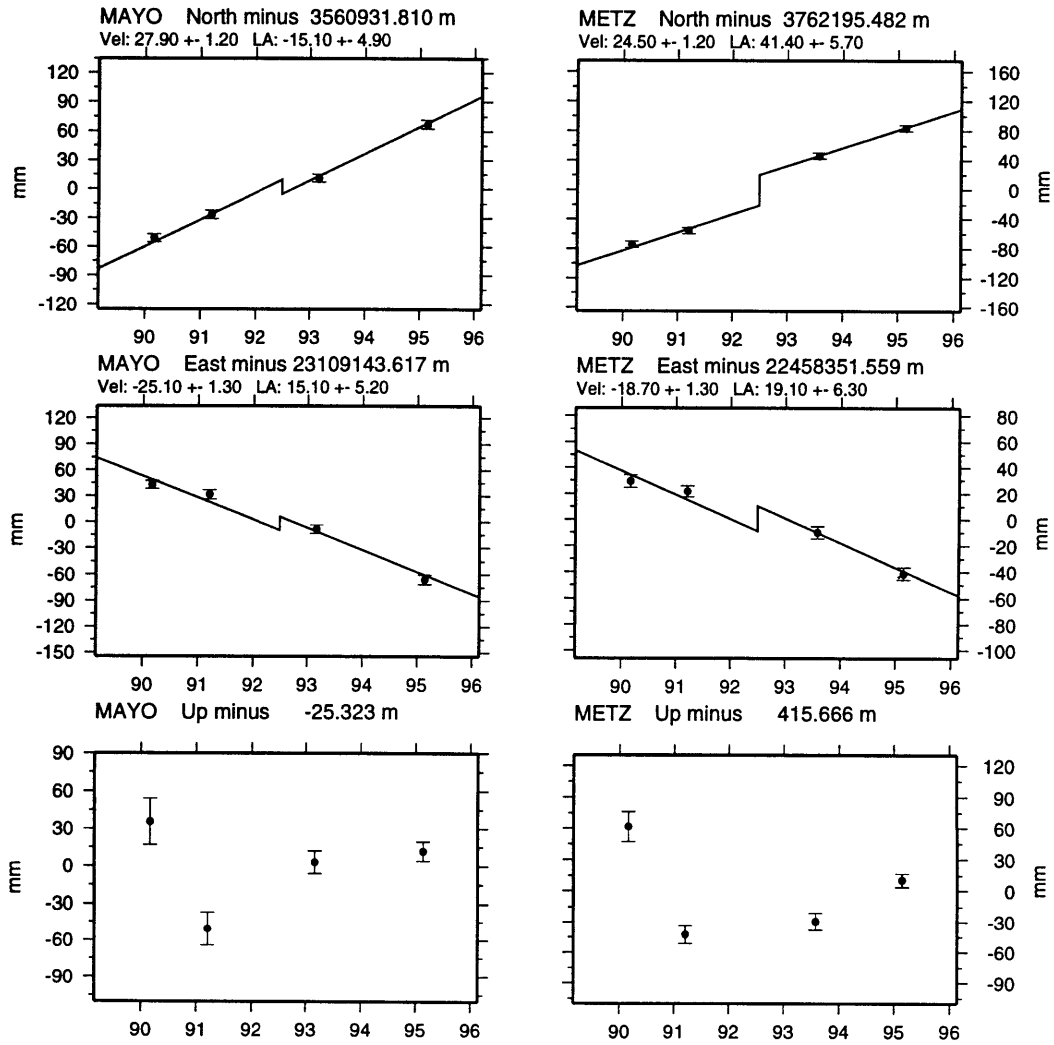 MAYO North minus 3560931.810 m
Vel: 27.90 +- 1.20 LA: -15.10 +- 4.90
120
90
60
30
0
-30
-60
-90
-120
mm
90 91 92 93 94 95 96
METZ North minus 3762195.482 m
Vel: 24.50 +- 1.20 LA: 41.40 +- 5.70
160
120
80
40
0
-40
-80
-120
-160
mm
90 91 92 93 94 95 96
MAYO East minus 23109143.617 m
Vel: -25.10 +- 1.30 LA: 15.10 +- 5.20
120
90
60
30
0
-30
-60
-90
-120
-150
mm
90 91 92 93 94 95 96
METZ East minus 22458351.559 m
Vel: -18.70 +- 1.30 LA: 19.10 +- 6.30
80
60
40
20
0
-20
-40
-60
-80
-100
mm
90 91 92 93 94 95 96
MAYO Up minus -25.323 m
90
60
30
0
-30
-60
-90
mm
90 91 92 93 94 95 96
METZ Up minus 415.666 m
120
90
60
30
0
-30
-60
-90
mm
90 91 92 93 94 95 96